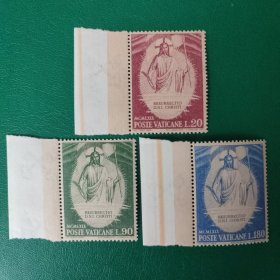 RESURRECTIO
D.N.I. CHRISTI
MCMLXIX
POSTE VATICANE L.20
RESURRECTIO
D.N.I. CHRISTI
MCMLXIX
POSTE VATICANE L.90
RESURRECTIO
D.N.I. CHRISTI
MCMLXIX
POSTE VATICANE L.180